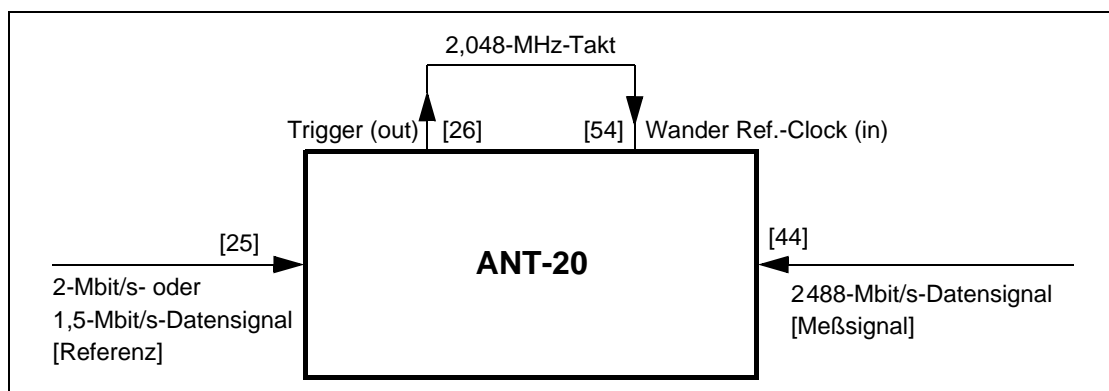 2,048-MHz-Takt
Trigger (out) [26] [54] Wander Ref.-Clock (in)
[25] ANT-20 [44]
2-Mbit/s- oder
1,5-Mbit/s-Datensignal
[Referenz]
2488-Mbit/s-Datensignal
[Meßsignal]